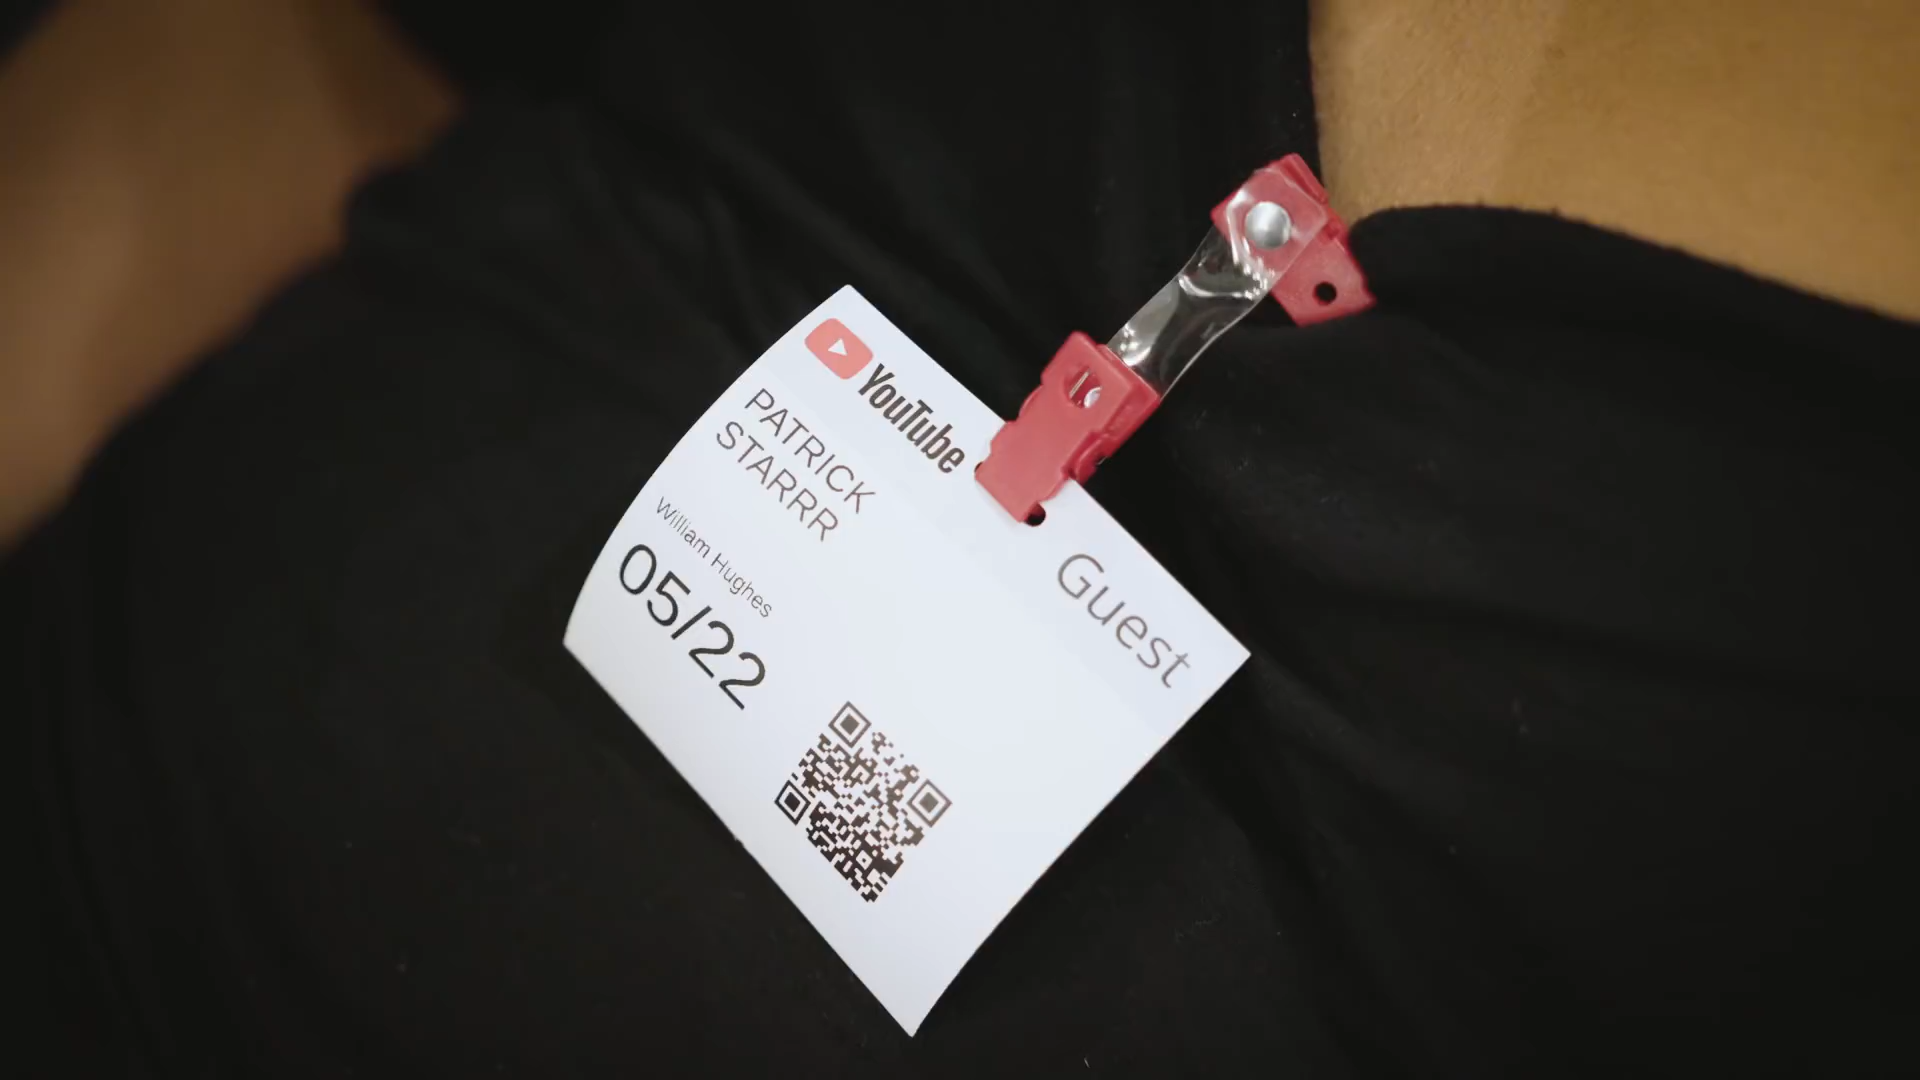 YouTube
PATRICK
STARRR
William Hughes
05/22
Guest